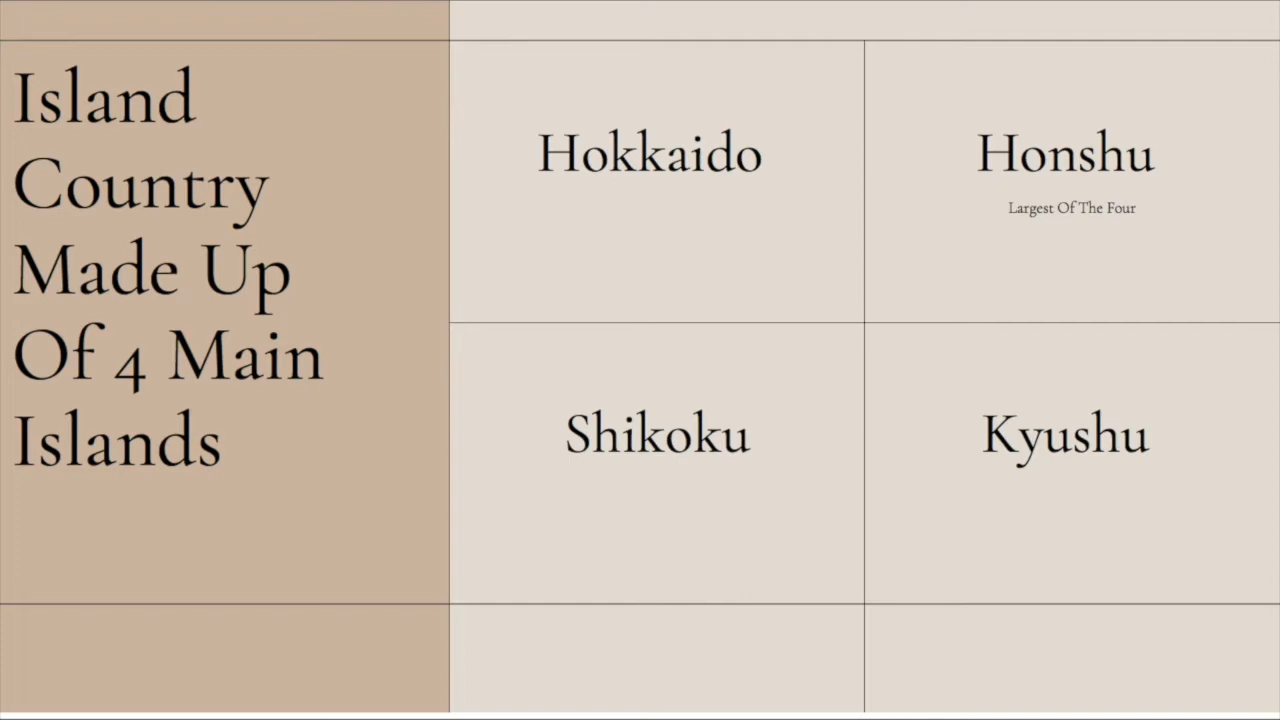 Island
Country
Made Up
Of 4 Main
Islands
Hokkaido
Honshu
Largest Of The Four
Shikoku
Kyushu